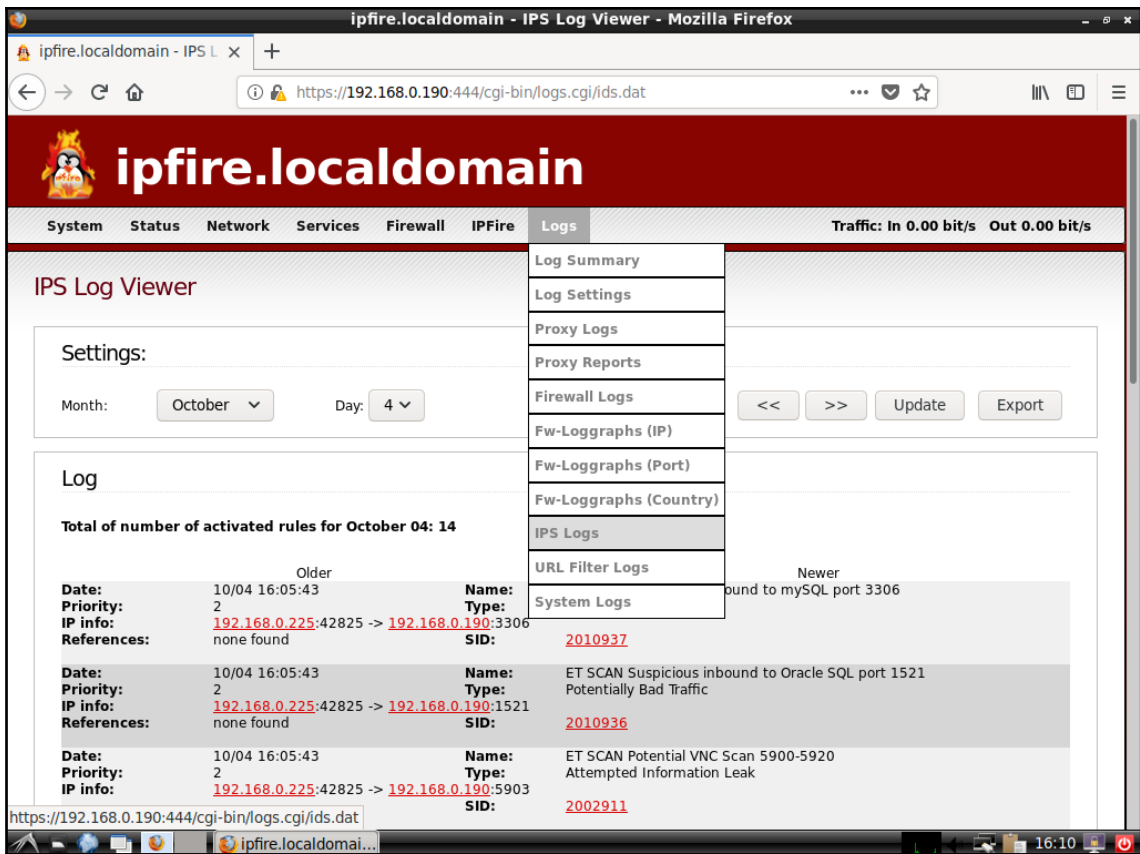 ipfire.localdomain - IPS Log Viewer - Mozilla Firefox
ipfire.localdomain - IPS L
https://192.168.0.190:444/cgi-bin/logs.cgi/ids.dat
ipfire.localdomain
System Status Network Services Firewall IPFire Logs Traffic: In 0.00 bit/s Out 0.00 bit/s
Log Summary
Log Settings
Proxy Logs
Proxy Reports
Firewall Logs
Fw-Loggraphs (IP)
Fw-Loggraphs (Port)
Fw-Loggraphs (Country)
IPS Logs
URL Filter Logs
System Logs
IPS Log Viewer
Settings:
Month: October Day: 4 << >> Update Export
Log
Total of number of activated rules for October 04: 14
Older Newer
Date: 10/04 16:05:43 Name: ound to mySQL port 3306
Priority: 2 Type:
IP info: 192.168.0.225:42825 -> 192.168.0.190:3306
References: none found SID: 2010937
Date: 10/04 16:05:43 Name: ET SCAN Suspicious inbound to Oracle SQL port 1521
Priority: 2 Type: Potentially Bad Traffic
IP info: 192.168.0.225:42825 -> 192.168.0.190:1521
References: none found SID: 2010936
Date: 10/04 16:05:43 Name: ET SCAN Potential VNC Scan 5900-5920
Priority: 2 Type: Attempted Information Leak
IP info: 192.168.0.225:42825 -> 192.168.0.190:5903
SID: 2002911
https://192.168.0.190:444/cgi-bin/logs.cgi/ids.dat
ipfire.localdomai... 16:10